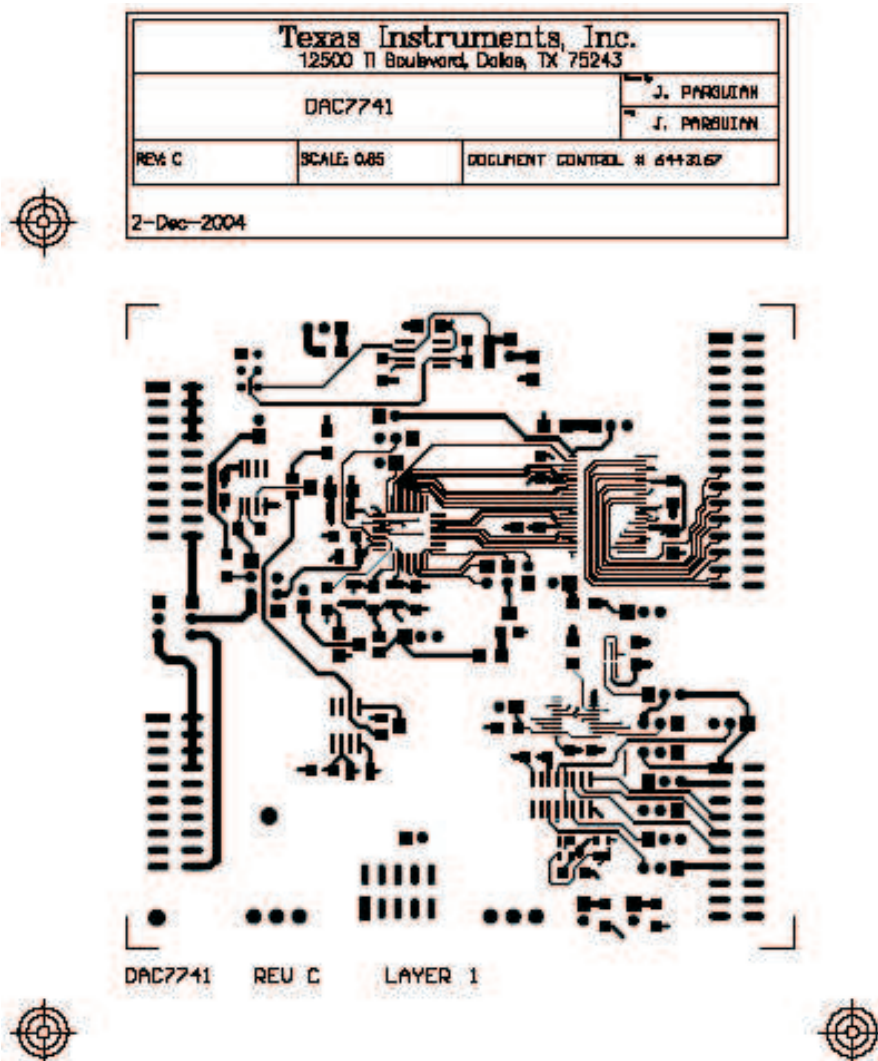 Texas Instruments, Inc.
12500 TI Boulevard, Dallas, TX 75243
DAC7741
J. PARGUIAN
J. PARGUIAN
REV: C
SCALE: 0.85
DOCUMENT CONTROL # 6443167
2-Dec-2004
DAC7741 REV C LAYER 1